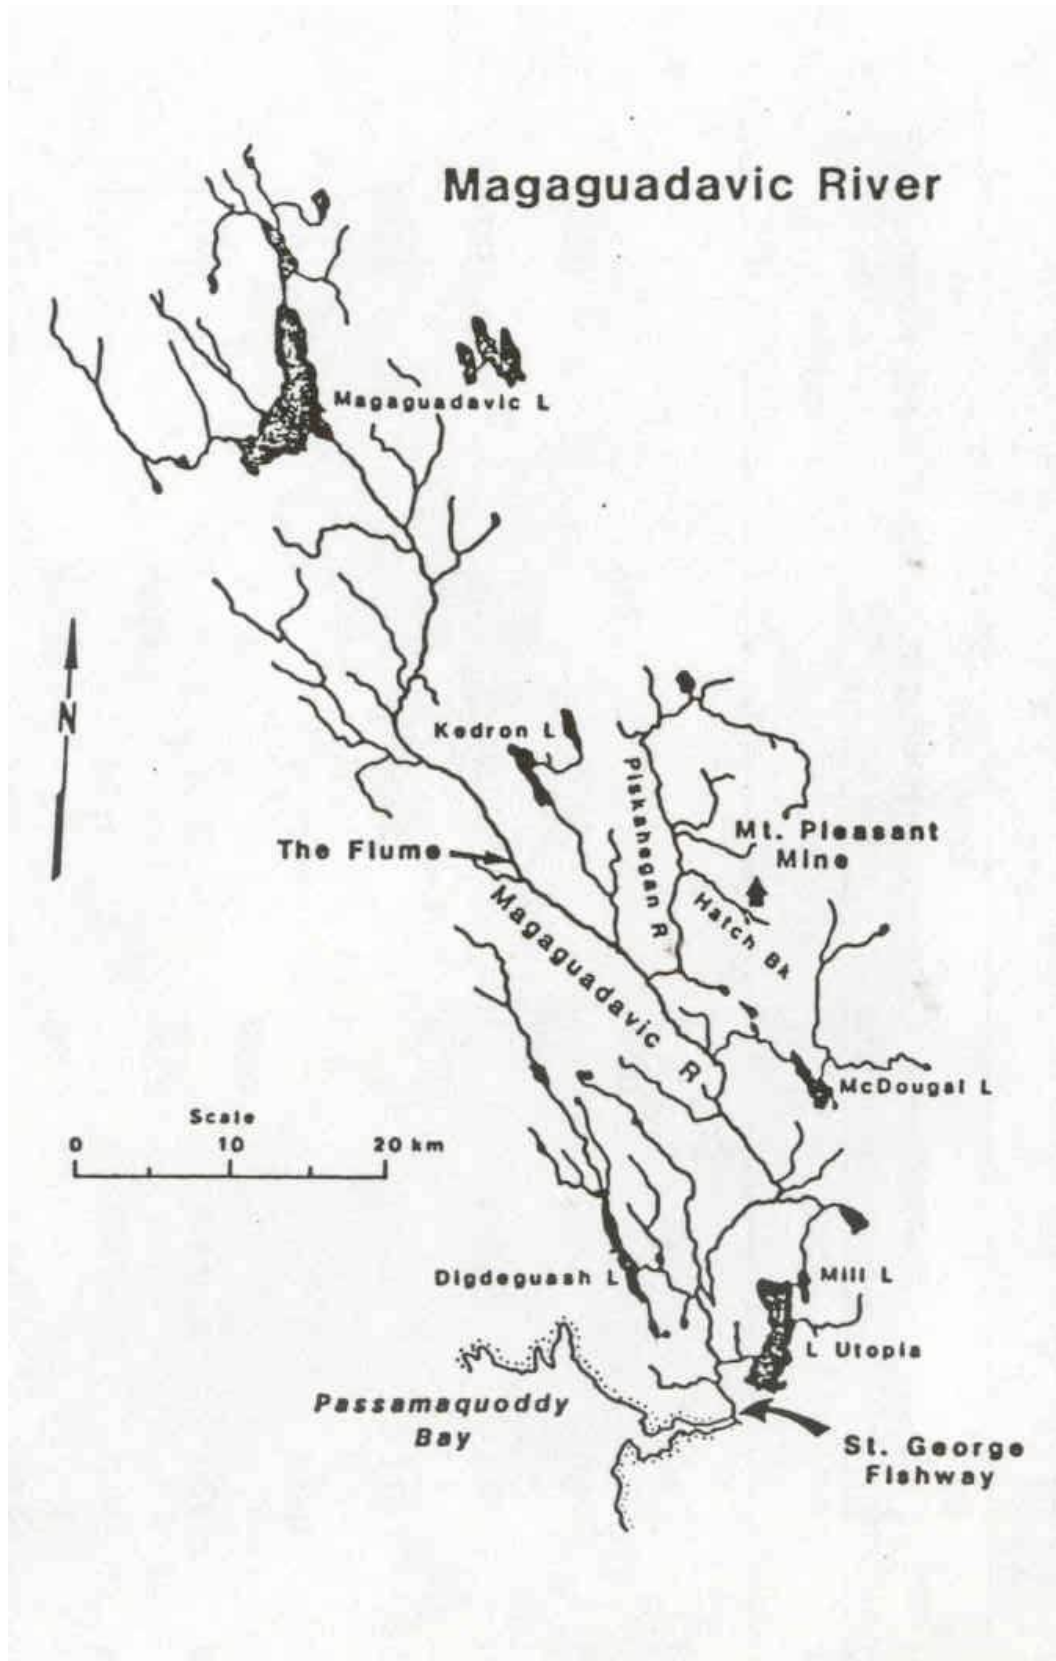 Magaguadavic River
Magaguadavic L
N
Kedron L
Piskahegan R
Mt. Pleasant
Mine
The Flume
Hatch Bk
Magaguadavic R
McDougal L
Scale
0 10 20 km
Digdeguash L
Mill L
L Utopia
Passamaquoddy
Bay
St. George
Fishway